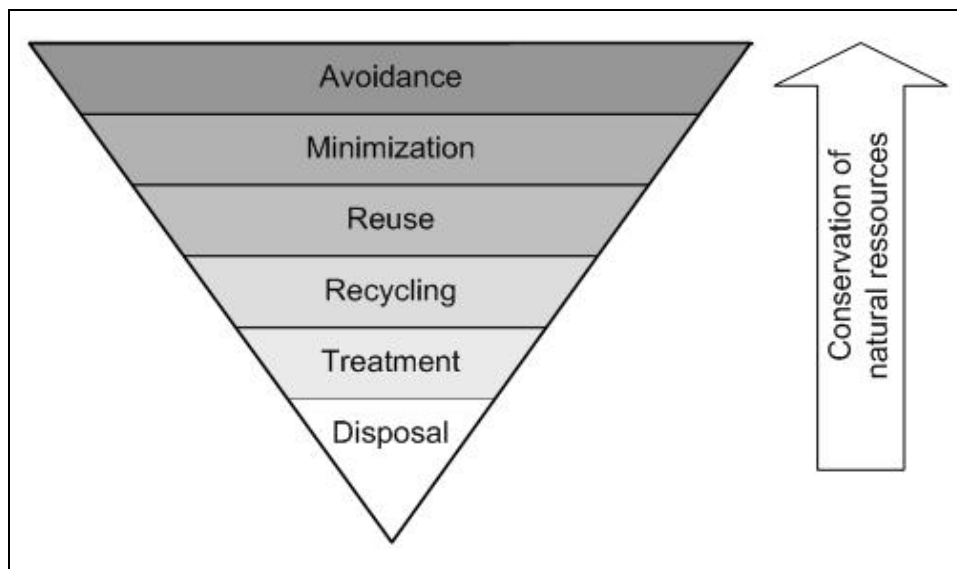 Avoidance
Minimization
Reuse
Recycling
Treatment
Disposal
Conservation of
natural ressources